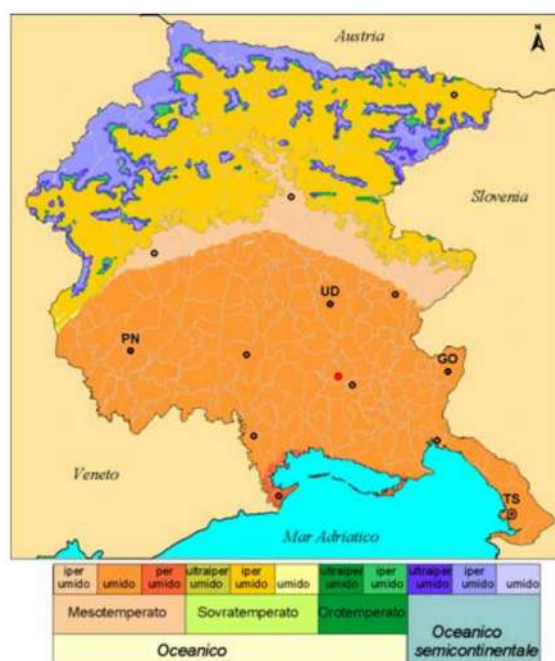 N
Austria
Slovenia
UD
PN
GO
Veneto
TS
Mar Adriatico
iper umido
umido
per umido
ultraiper umido
iper umido
umido
ultraiper umido
iper umido
ultraiper umido
iper umido
umido
Mesotemperato
Sovratemperato
Orotemperato
Oceanico
Oceanico
semicontinentale